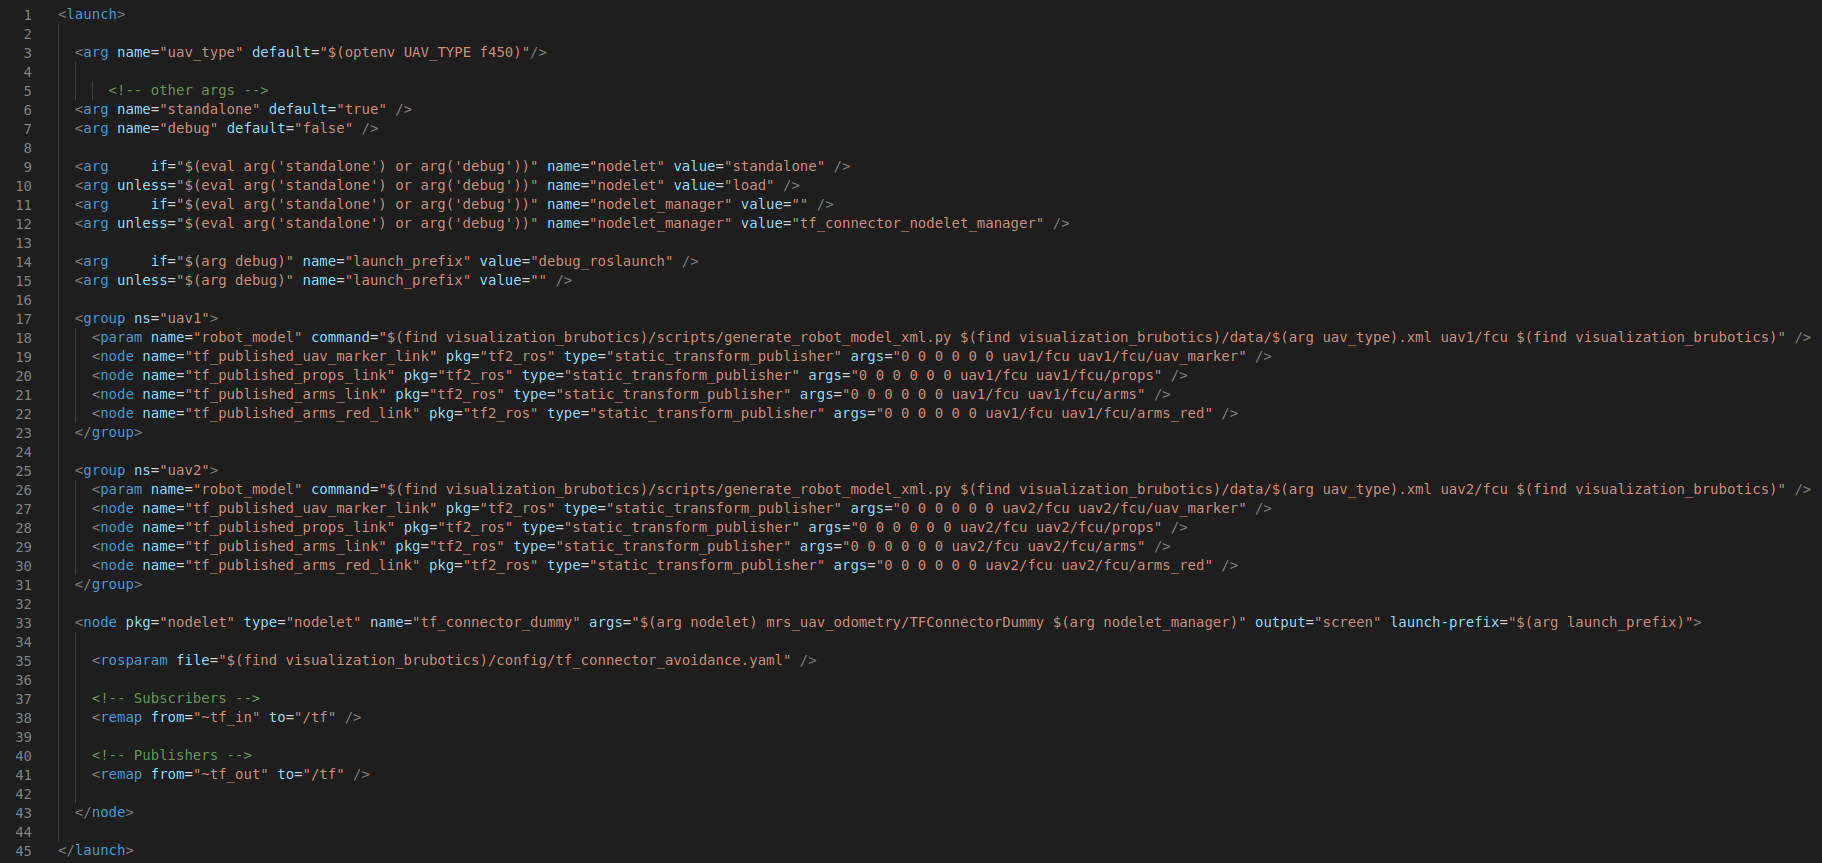 1 <launch>
2
3 <arg name="uav_type" default="$(optenv UAV_TYPE f450)"/>
4
5 <!-- other args -->
6 <arg name="standalone" default="true" />
7 <arg name="debug" default="false" />
8
9 <arg     if="$(eval arg('standalone') or arg('debug'))" name="nodelet" value="standalone" />
10 <arg unless="$(eval arg('standalone') or arg('debug'))" name="nodelet" value="load" />
11 <arg     if="$(eval arg('standalone') or arg('debug'))" name="nodelet_manager" value="" />
12 <arg unless="$(eval arg('standalone') or arg('debug'))" name="nodelet_manager" value="tf_connector_nodelet_manager" />
13
14 <arg     if="$(arg debug)" name="launch_prefix" value="debug_roslaunch" />
15 <arg unless="$(arg debug)" name="launch_prefix" value="" />
16
17 <group ns="uav1">
18 <param name="robot_model" command="$(find visualization_brubotics)/scripts/generate_robot_model_xml.py $(find visualization_brubotics)/data/$(arg uav_type).xml uav1/fcu $(find visualization_brubotics)" />
19 <node name="tf_published_uav_marker_link" pkg="tf2_ros" type="static_transform_publisher" args="0 0 0 0 0 0 uav1/fcu uav1/fcu/uav_marker" />
20 <node name="tf_published_props_link" pkg="tf2_ros" type="static_transform_publisher" args="0 0 0 0 0 0 uav1/fcu uav1/fcu/props" />
21 <node name="tf_published_arms_link" pkg="tf2_ros" type="static_transform_publisher" args="0 0 0 0 0 0 uav1/fcu uav1/fcu/arms" />
22 <node name="tf_published_arms_red_link" pkg="tf2_ros" type="static_transform_publisher" args="0 0 0 0 0 0 uav1/fcu uav1/fcu/arms_red" />
23 </group>
24
25 <group ns="uav2">
26 <param name="robot_model" command="$(find visualization_brubotics)/scripts/generate_robot_model_xml.py $(find visualization_brubotics)/data/$(arg uav_type).xml uav2/fcu $(find visualization_brubotics)" />
27 <node name="tf_published_uav_marker_link" pkg="tf2_ros" type="static_transform_publisher" args="0 0 0 0 0 0 uav2/fcu uav2/fcu/uav_marker" />
28 <node name="tf_published_props_link" pkg="tf2_ros" type="static_transform_publisher" args="0 0 0 0 0 0 uav2/fcu uav2/fcu/props" />
29 <node name="tf_published_arms_link" pkg="tf2_ros" type="static_transform_publisher" args="0 0 0 0 0 0 uav2/fcu uav2/fcu/arms" />
30 <node name="tf_published_arms_red_link" pkg="tf2_ros" type="static_transform_publisher" args="0 0 0 0 0 0 uav2/fcu uav2/fcu/arms_red" />
31 </group>
32
33 <node pkg="nodelet" type="nodelet" name="tf_connector_dummy" args="$(arg nodelet) mrs_uav_odometry/TFConnectorDummy $(arg nodelet_manager)" output="screen" launch-prefix="$(arg launch_prefix)">
34
35 <rosparam file="$(find visualization_brubotics)/config/tf_connector_avoidance.yaml" />
36
37 <!-- Subscribers -->
38 <remap from="~tf_in" to="/tf" />
39
40 <!-- Publishers -->
41 <remap from="~tf_out" to="/tf" />
42
43 </node>
44
45 </launch>